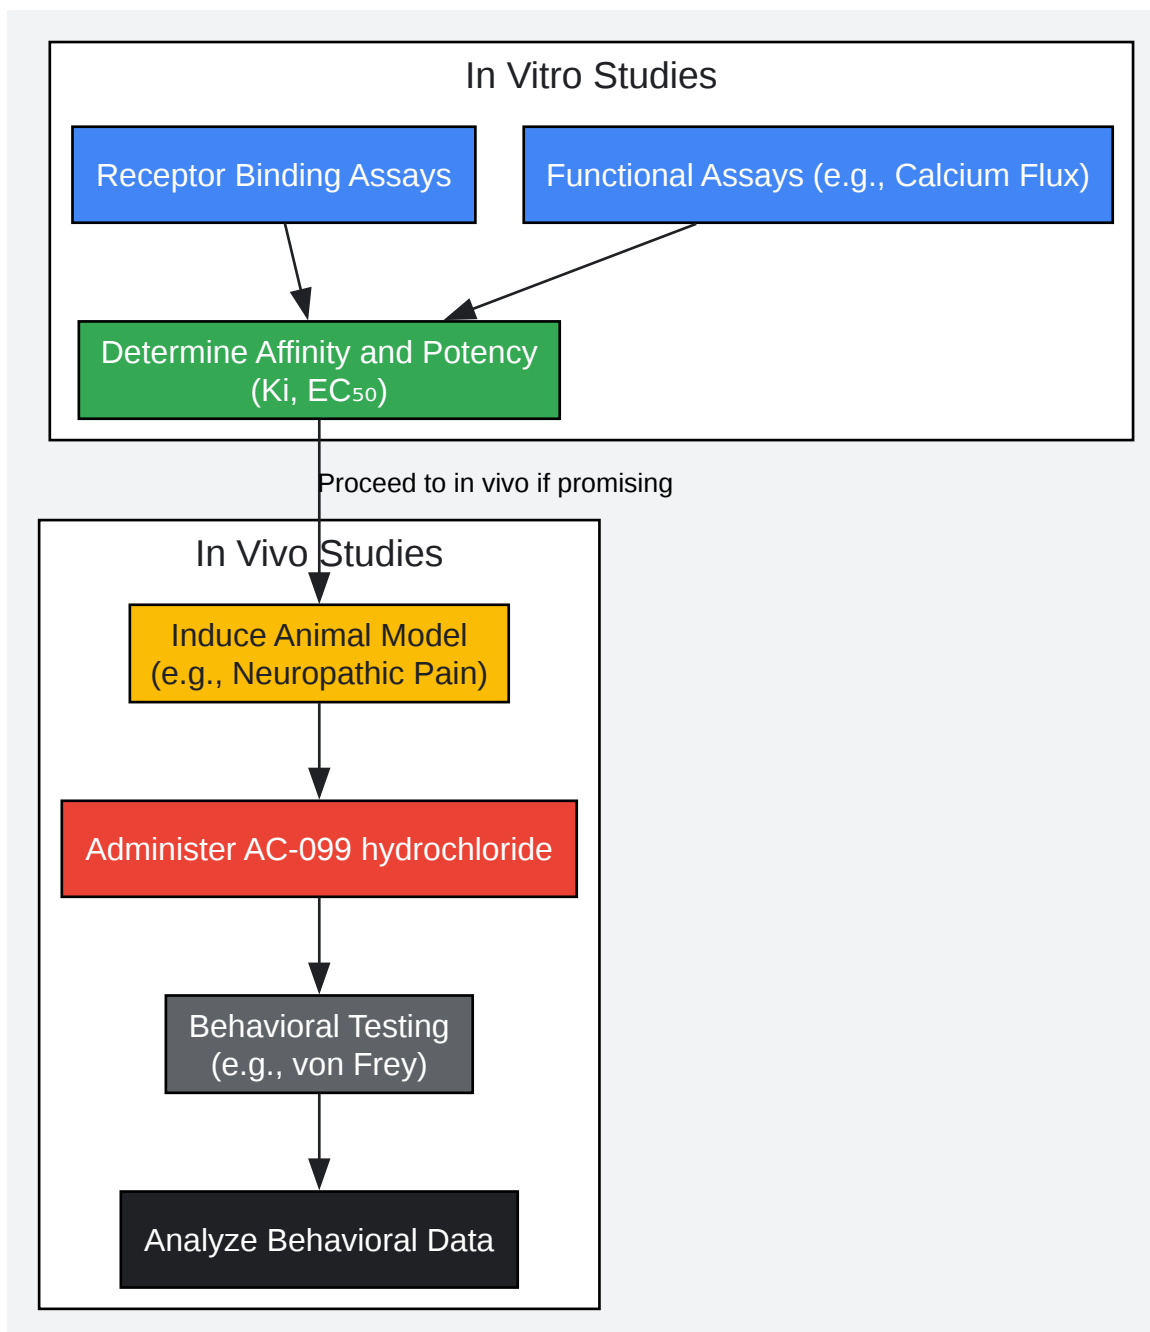 In Vitro Studies
Receptor Binding Assays
Functional Assays (e.g., Calcium Flux)
Determine Affinity and Potency
(Ki, EC₅₀)
Proceed to in vivo if promising
In Vivo Studies
Induce Animal Model
(e.g., Neuropathic Pain)
Administer AC-099 hydrochloride
Behavioral Testing
(e.g., von Frey)
Analyze Behavioral Data